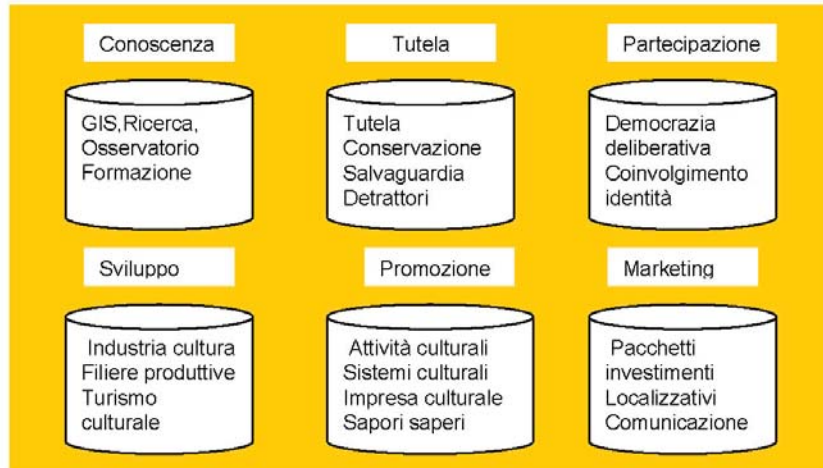 Conoscenza
Tutela
Partecipazione
GIS,Ricerca,
Osservatorio
Formazione
Tutela
Conservazione
Salvaguardia
Detrattori
Democrazia
deliberativa
Coinvolgimento
identità
Sviluppo
Promozione
Marketing
Industria cultura
Filiere produttive
Turismo
culturale
Attività culturali
Sistemi culturali
Impresa culturale
Sapori saperi
Pacchetti
investimenti
Localizzativi
Comunicazione